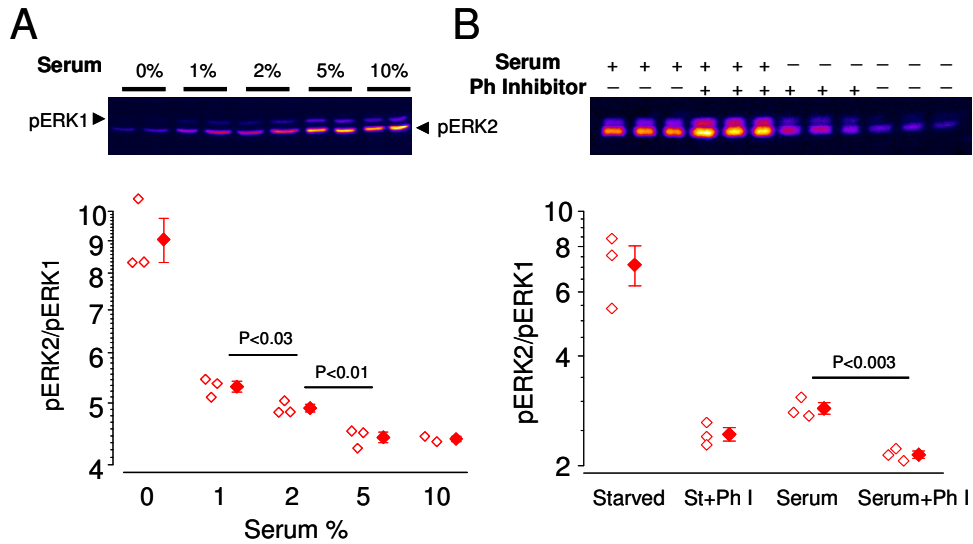 A
Serum 0% 1% 2% 5% 10%
pERK1 ► ◄ pERK2
10
9
8
7
6
5
4
pERK2/pERK1
P<0.03
P<0.01
0 1 2 5 10
Serum %
B
Serum + + + + + + – – – – – –
Ph Inhibitor – – – + + + + + + – – –
10
8
6
4
2
pERK2/pERK1
P<0.003
Starved St+Ph I Serum Serum+Ph I